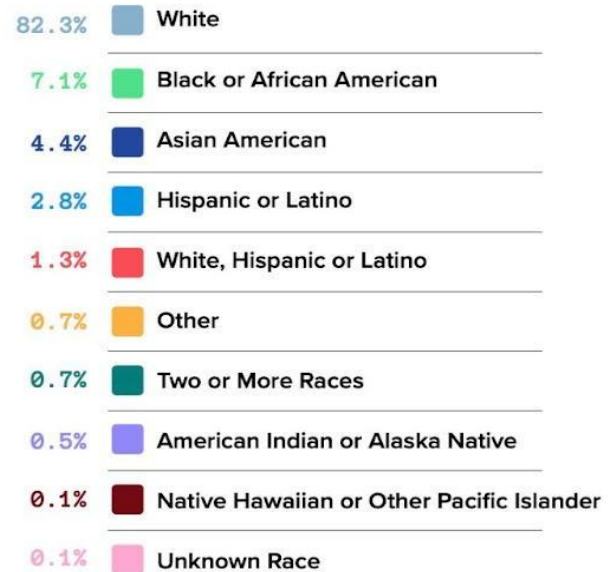 82.3% White
7.1% Black or African American
4.4% Asian American
2.8% Hispanic or Latino
1.3% White, Hispanic or Latino
0.7% Other
0.7% Two or More Races
0.5% American Indian or Alaska Native
0.1% Native Hawaiian or Other Pacific Islander
0.1% Unknown Race